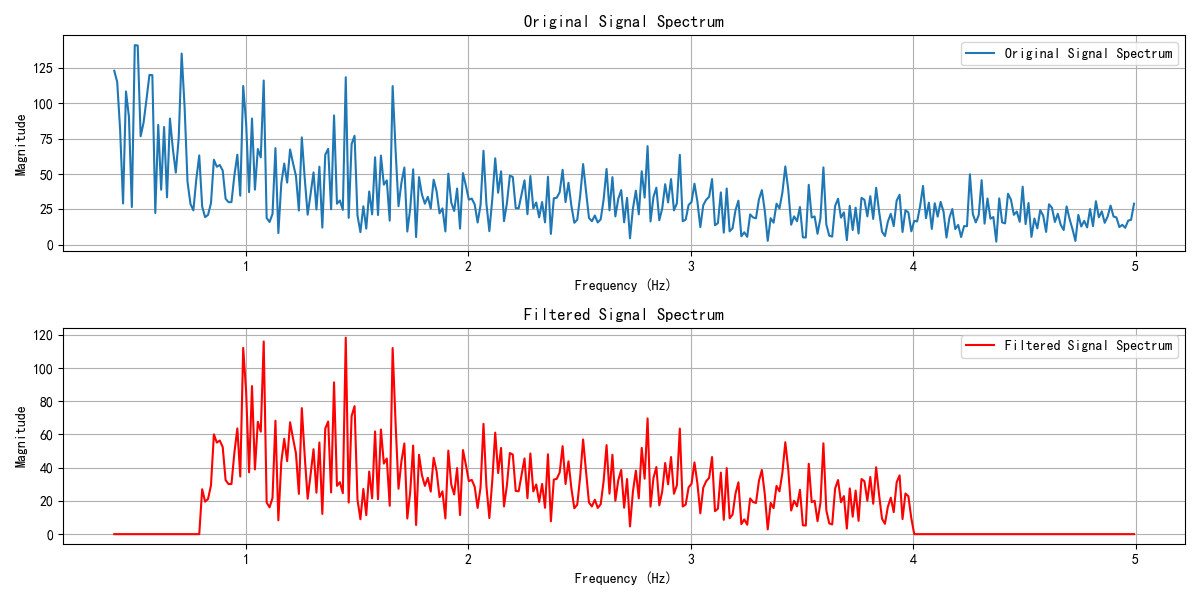 Original Signal Spectrum
Original Signal Spectrum
Magnitude
125
100
75
50
25
0
1 2 3 4 5
Frequency (Hz)
Filtered Signal Spectrum
Filtered Signal Spectrum
Magnitude
120
100
80
60
40
20
0
1 2 3 4 5
Frequency (Hz)